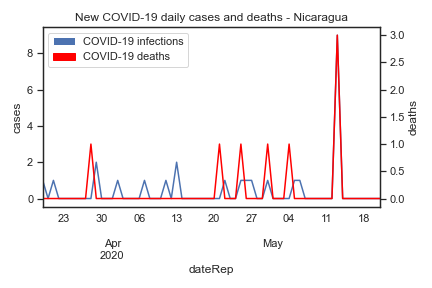 New COVID-19 daily cases and deaths - Nicaragua
COVID-19 infections
COVID-19 deaths
cases
8
6
4
2
0
deaths
3.0
2.5
2.0
1.5
1.0
0.5
0.0
23 30 06 13 20 27 04 11 18
Apr May
2020
dateRep